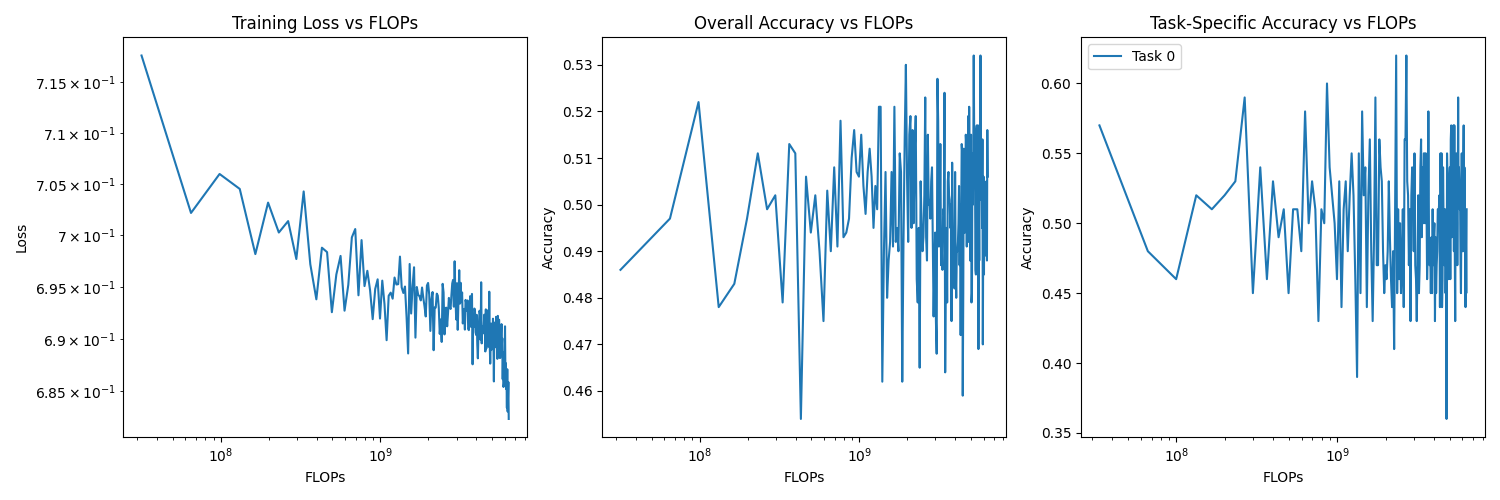 Training Loss vs FLOPs
7.15 × 10⁻¹
7.1 × 10⁻¹
7.05 × 10⁻¹
7 × 10⁻¹
6.95 × 10⁻¹
6.9 × 10⁻¹
6.85 × 10⁻¹
Loss
10⁸ 10⁹
FLOPs
Overall Accuracy vs FLOPs
0.53
0.52
0.51
0.50
0.49
0.48
0.47
0.46
Accuracy
10⁸ 10⁹
FLOPs
Task-Specific Accuracy vs FLOPs
Task 0
0.60
0.55
0.50
0.45
0.40
0.35
Accuracy
10⁸ 10⁹
FLOPs